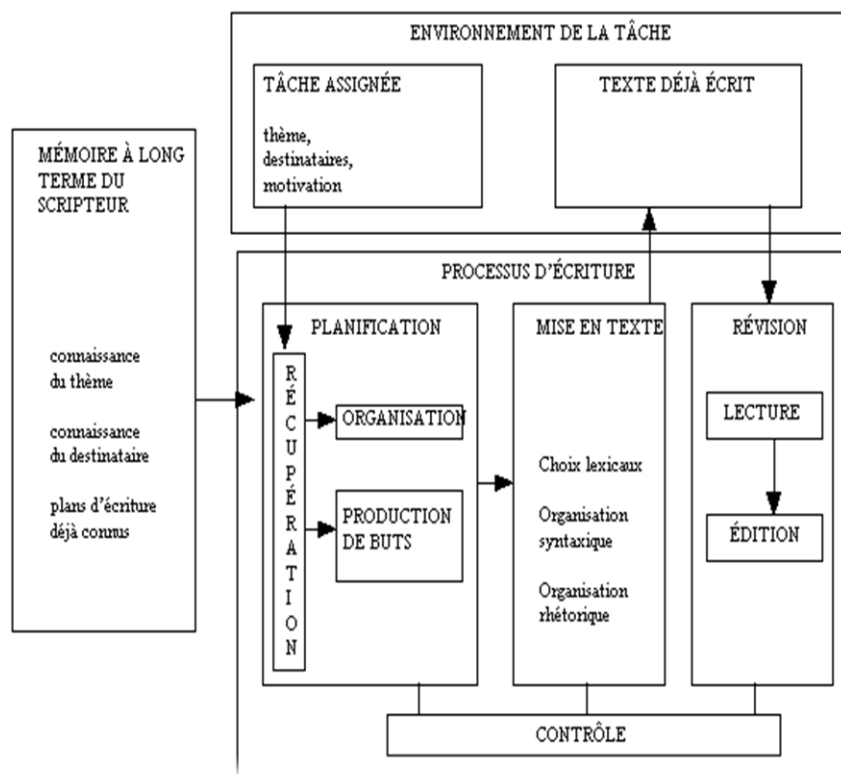 ENVIRONNEMENT DE LA TÂCHE
TÂCHE ASSIGNÉE
thème,
destinataires,
motivation
TEXTE DÉJÀ ÉCRIT
MÉMOIRE À LONG
TERME DU
SCRIPTEUR
connaissance
du thème
connaissance
du destinataire
plans d'écriture
déjà connus
PROCESSUS D'ÉCRITURE
PLANIFICATION
RÉCUPÉRATION
ORGANISATION
PRODUCTION
DE BUTS
MISE EN TEXTE
Choix lexicaux
Organisation
syntaxique
Organisation
rhétorique
RÉVISION
LECTURE
ÉDITION
CONTRÔLE